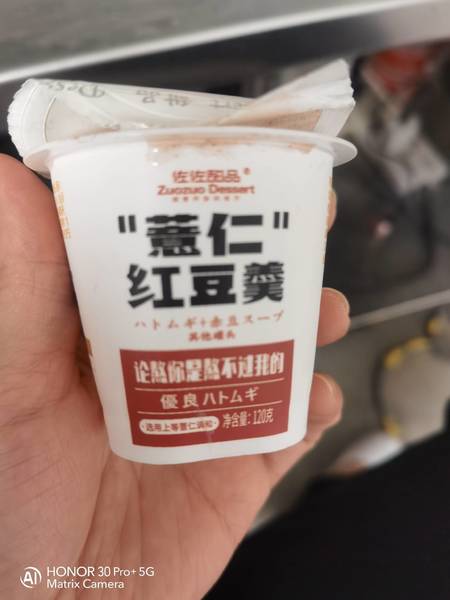 佐佐甜品®
Zuozuo Dessert
"薏仁"
红豆羹
ハトムギ+赤豆スープ
其他罐头
论熬你是熬不过我的
優良ハトムギ
·选用上等薏仁调和·
净含量:120克
HONOR 30 Pro+ 5G
Matrix Camera